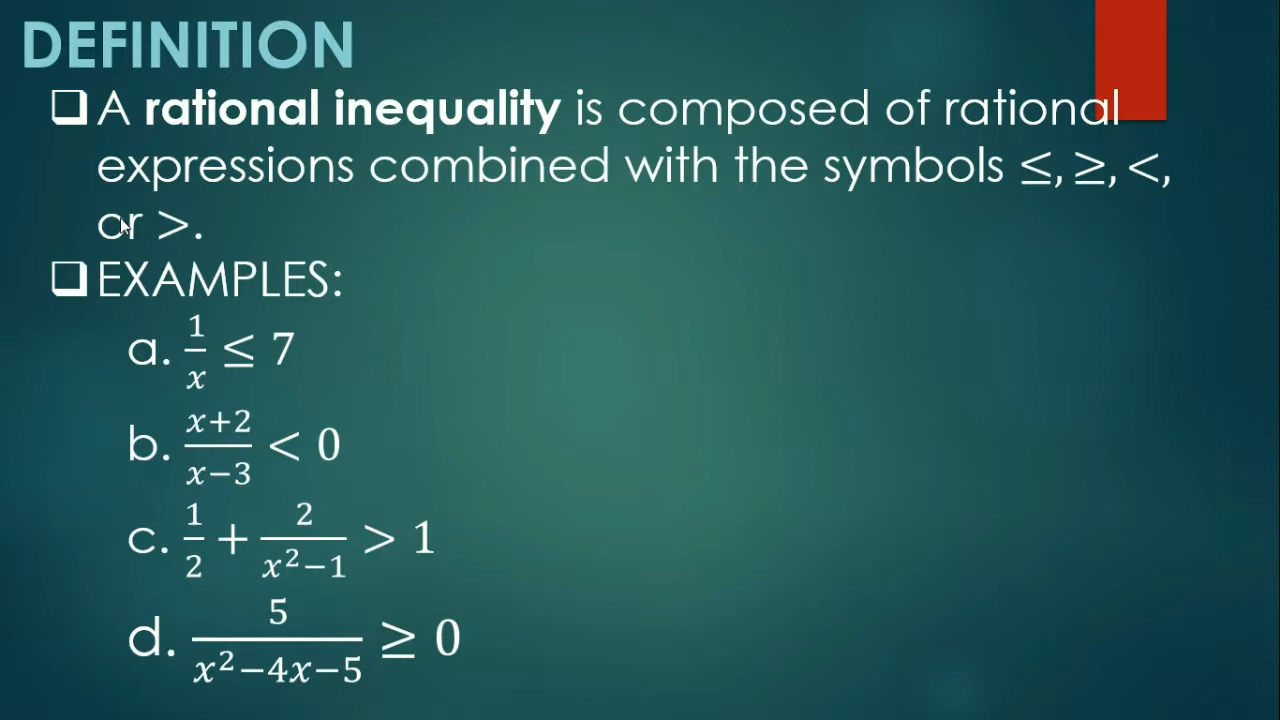 DEFINITION
❑ A rational inequality is composed of rational
expressions combined with the symbols ≤, ≥, <,
or >.
❑ EXAMPLES:
a. 1/x ≤ 7
b. x+2/x−3 < 0
c. 1/2 + 2/x²−1 > 1
d. 5/x²−4x−5 ≥ 0